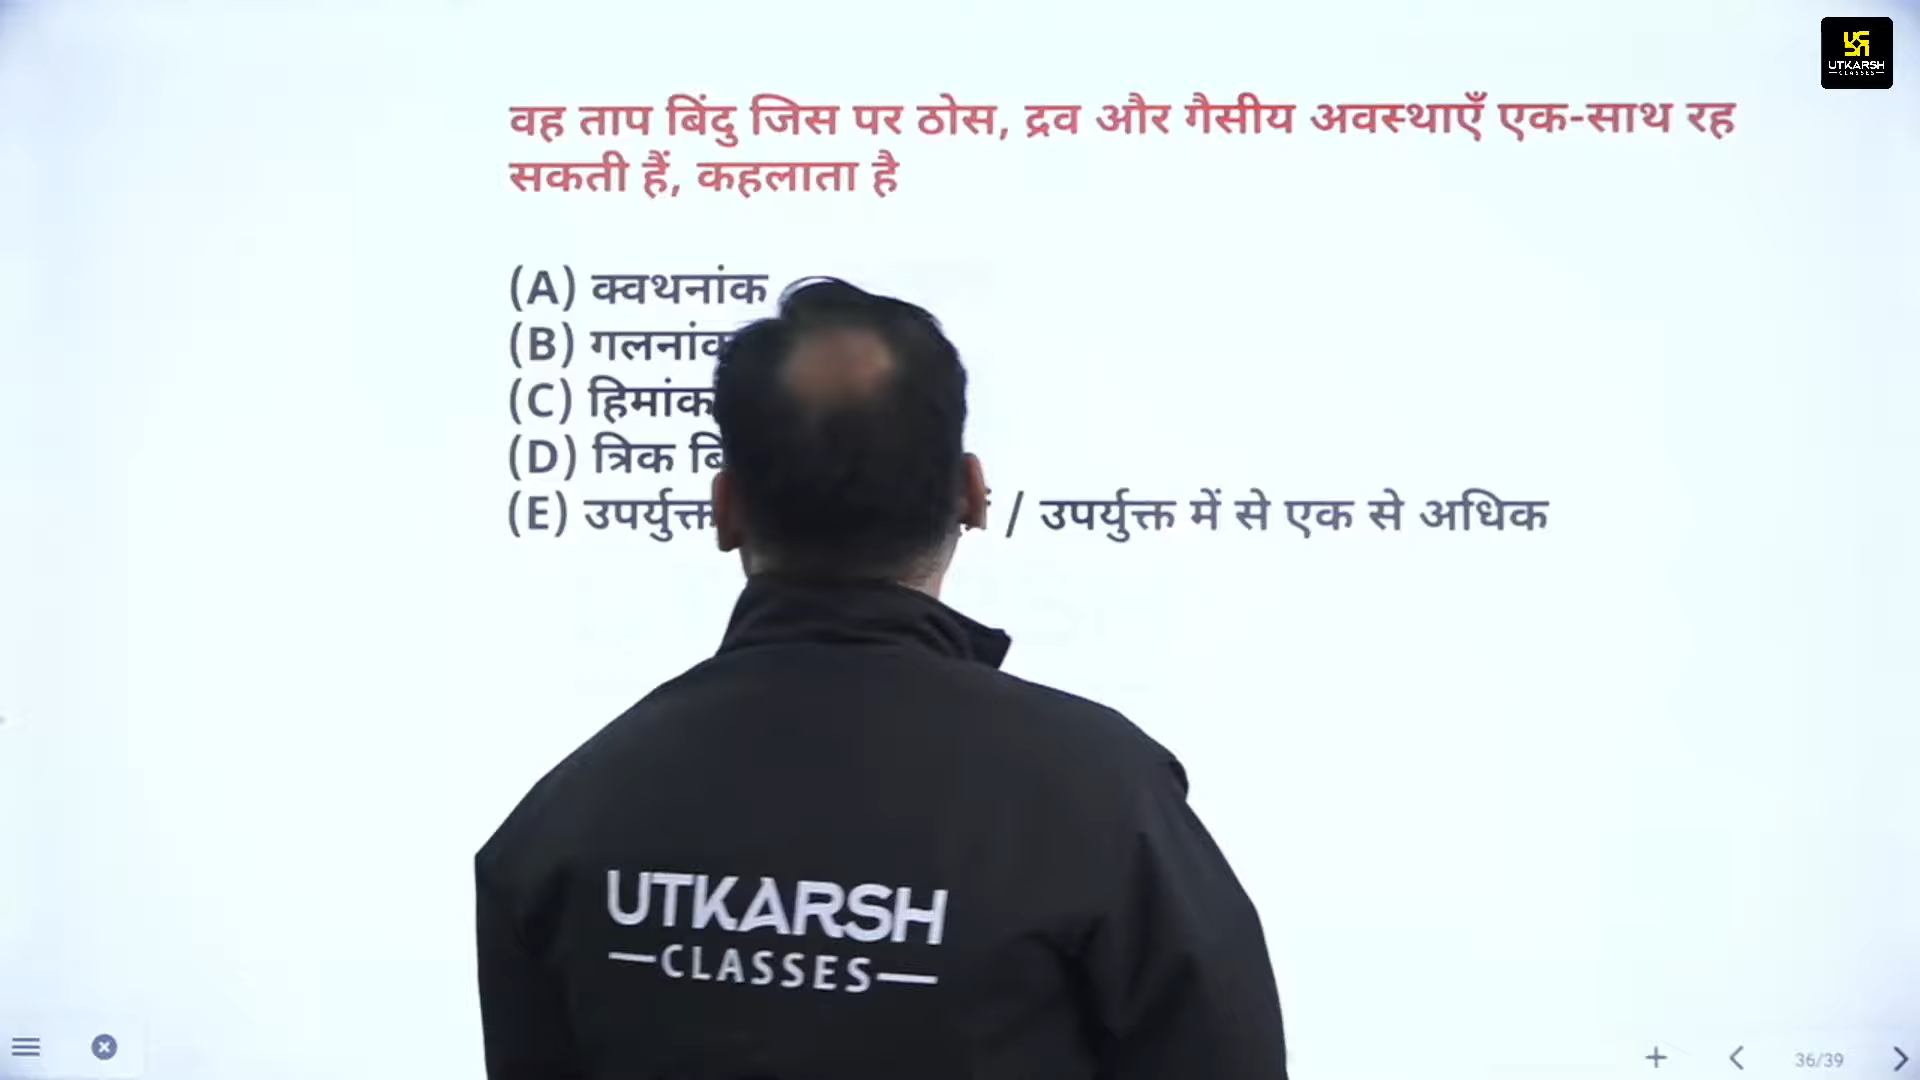 UTKARSH
CLASSES
वह ताप बिंदु जिस पर ठोस, द्रव और गैसीय अवस्थाएँ एक-साथ रह
सकती हैं, कहलाता है
(A) क्वथनांक
(B) गलनांक
(C) हिमांक
(D) त्रिक
(E) उपर्युक्त / उपर्युक्त में से एक से अधिक
UTKARSH
CLASSES
36/39